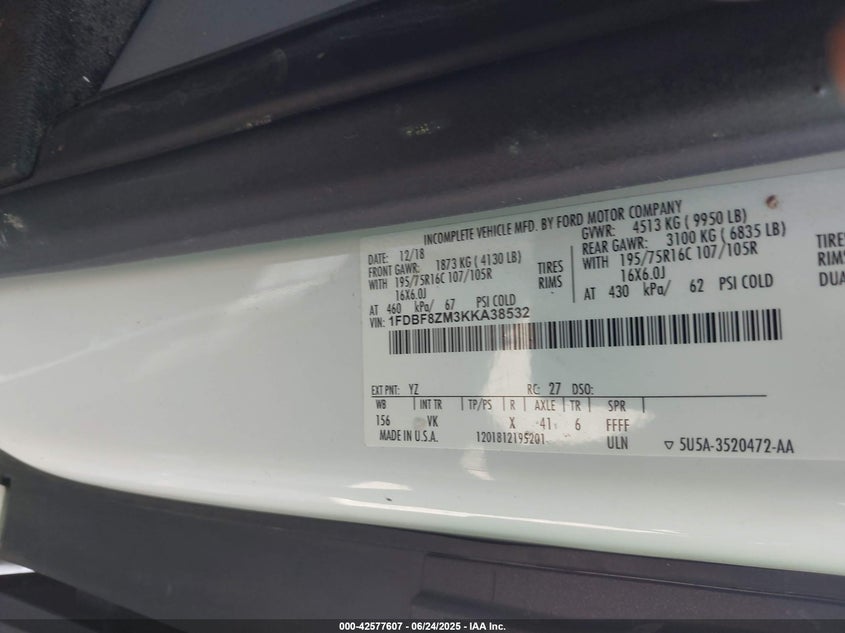 INCOMPLETE VEHICLE MFD. BY FORD MOTOR COMPANY
DATE: 12/18 GVWR: 4513 KG ( 9950 LB)
FRONT GAWR: 1873 KG ( 4130 LB) REAR GAWR: 3100 KG ( 6835 LB)
WITH 195/75R16C 107/105R TIRES WITH 195/75R16C 107/105R TIRE
16X6.0J RIMS 16X6.0J RIMS
AT 460 kPa/ 67 PSI COLD AT 430 kPa/ 62 PSI COLD DUA
VIN: 1FDBF8ZM3KKA38532
EXT PNT: YZ RC: 27 DSO:
WB INT TR TP/PS R AXLE TR SPR
156 VK X 41 6 FFFF
MADE IN U.S.A. 1201812195201 ULN 5U5A-3520472-AA
000-42577607 - 06/24/2025 - IAA Inc.